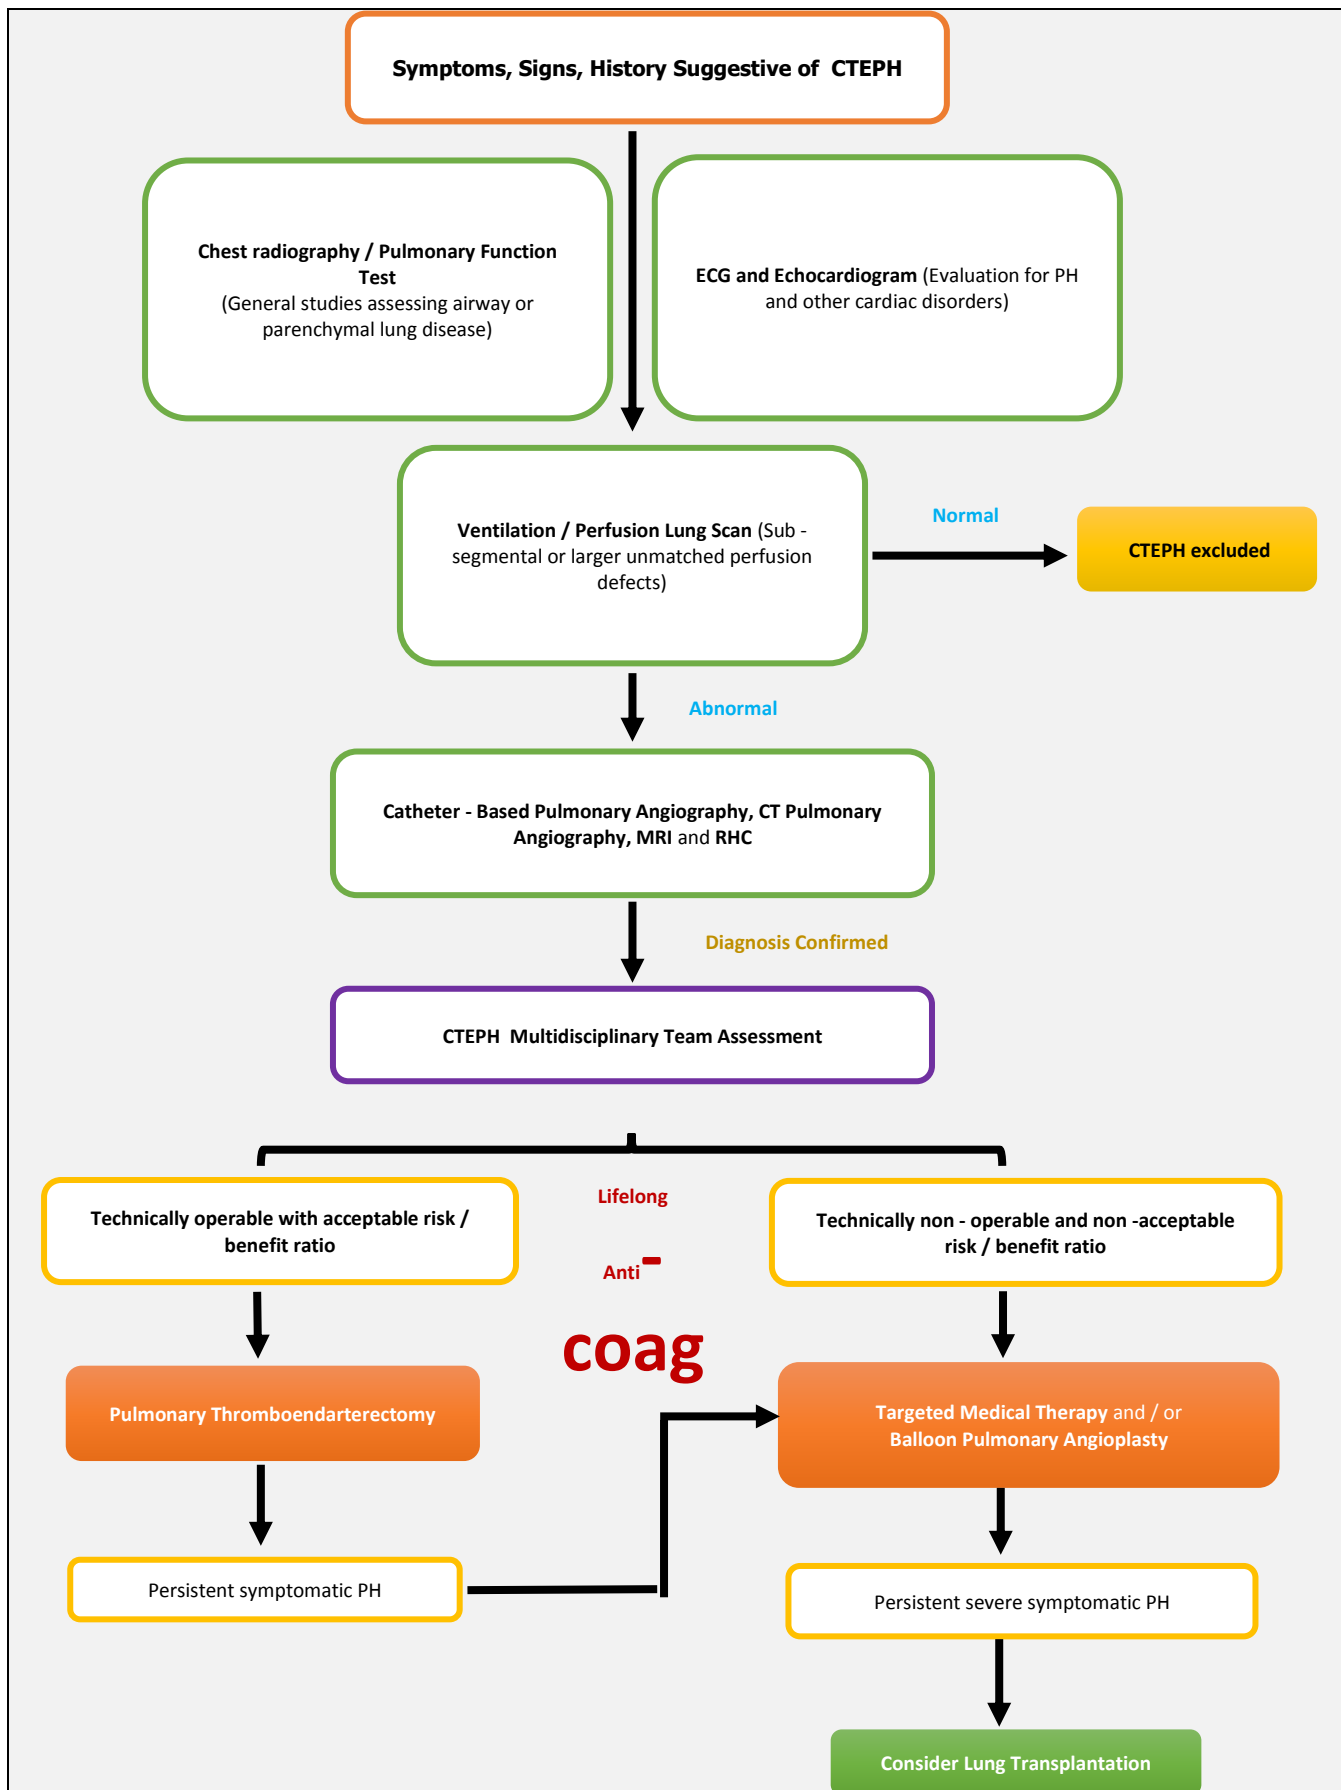 Symptoms, Signs, History Suggestive of CTEPH
Chest radiography / Pulmonary Function
Test
(General studies assessing airway or
parenchymal lung disease)
ECG and Echocardiogram (Evaluation for PH
and other cardiac disorders)
Ventilation / Perfusion Lung Scan (Sub -
segmental or larger unmatched perfusion
defects)
Normal
CTEPH excluded
Abnormal
Catheter - Based Pulmonary Angiography, CT Pulmonary
Angiography, MRI and RHC
Diagnosis Confirmed
CTEPH Multidisciplinary Team Assessment
Technically operable with acceptable risk /
benefit ratio
Lifelong
Anti-
coag
Technically non - operable and non -acceptable
risk / benefit ratio
Pulmonary Thromboendarterectomy
Targeted Medical Therapy and / or
Balloon Pulmonary Angioplasty
Persistent symptomatic PH
Persistent severe symptomatic PH
Consider Lung Transplantation